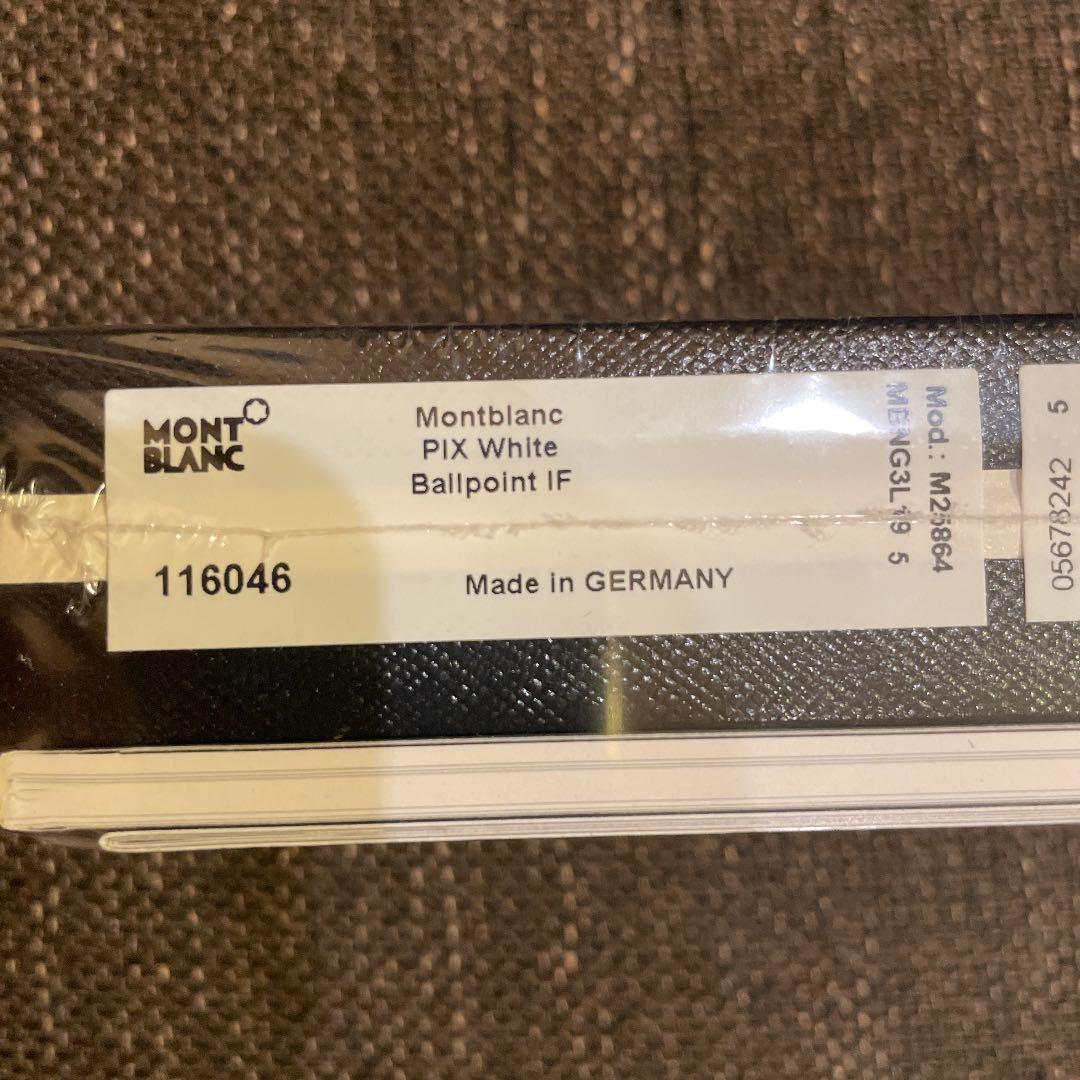 MONT
BLANC
Montblanc
PIX White
Ballpoint IF
116046
Made in GERMANY
Mod.: M25864
MENG3L19 5
05678242 5